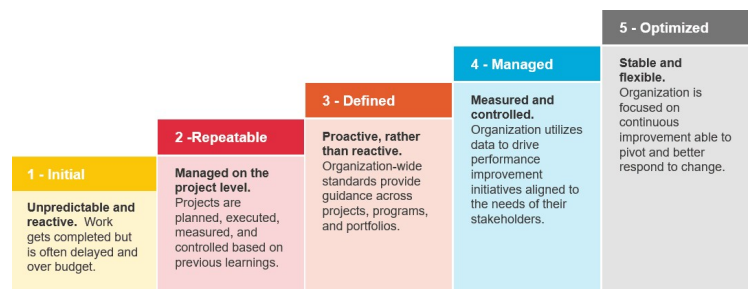 1 - Initial
Unpredictable and
reactive. Work
gets completed but
is often delayed and
over budget.
2 -Repeatable
Managed on the
project level.
Projects are
planned, executed,
measured, and
controlled based on
previous learnings.
3 - Defined
Proactive, rather
than reactive.
Organization-wide
standards provide
guidance across
projects, programs,
and portfolios.
4 - Managed
Measured and
controlled.
Organization utilizes
data to drive
performance
improvement
initiatives aligned to
the needs of their
stakeholders.
5 - Optimized
Stable and
flexible.
Organization is
focused on
continuous
improvement able to
pivot and better
respond to change.